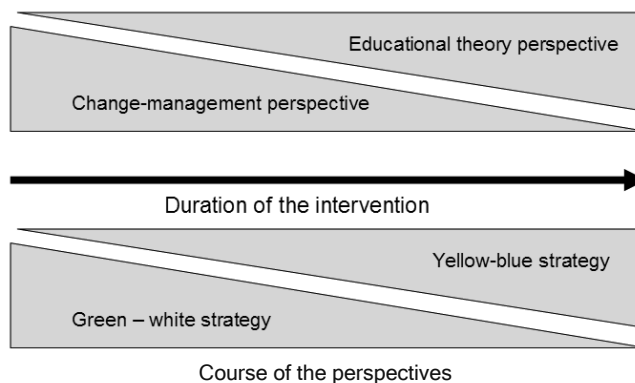 Educational theory perspective
Change-management perspective
Duration of the intervention
Yellow-blue strategy
Green – white strategy
Course of the perspectives